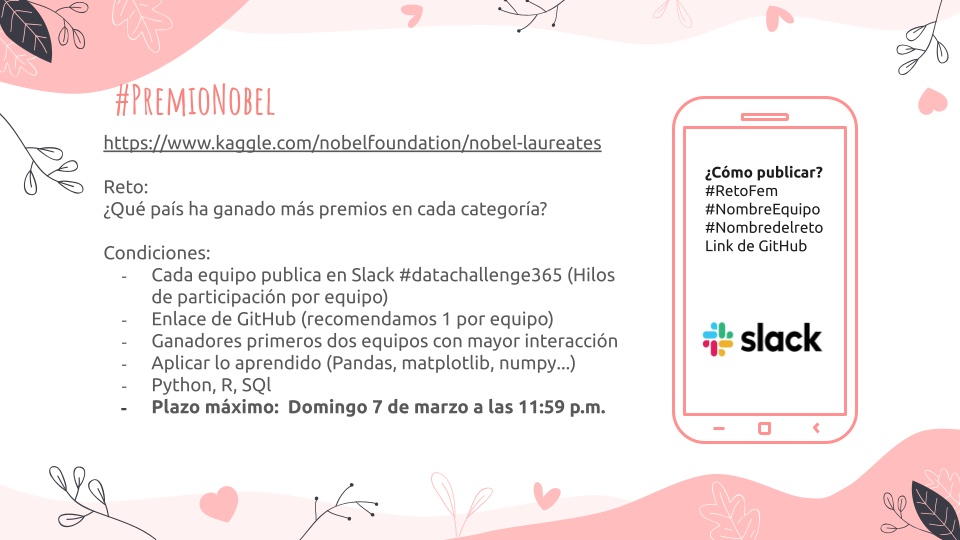 #PremioNobel
https://www.kaggle.com/nobelfoundation/nobel-laureates
Reto:
¿Qué país ha ganado más premios en cada categoría?
Condiciones:
- Cada equipo publica en Slack #datachallenge365 (Hilos
de participación por equipo)
- Enlace de GitHub (recomendamos 1 por equipo)
- Ganadores primeros dos equipos con mayor interacción
- Aplicar lo aprendido (Pandas, matplotlib, numpy...)
- Python, R, SQl
- Plazo máximo:  Domingo 7 de marzo a las 11:59 p.m.
¿Cómo publicar?
#RetoFem
#NombreEquipo
#Nombredelreto
Link de GitHub
slack